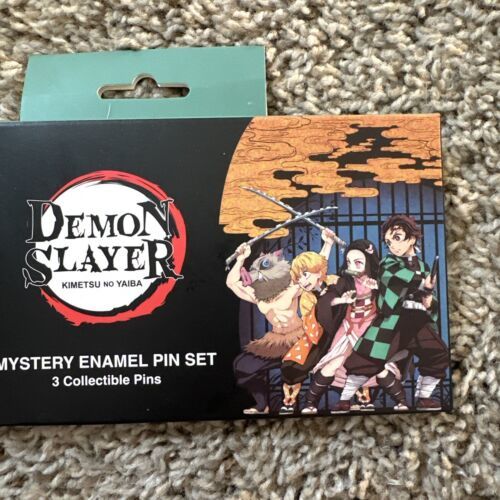 DEMON
SLAYER
KIMETSU NO YAIBA
MYSTERY ENAMEL PIN SET
3 Collectible Pins